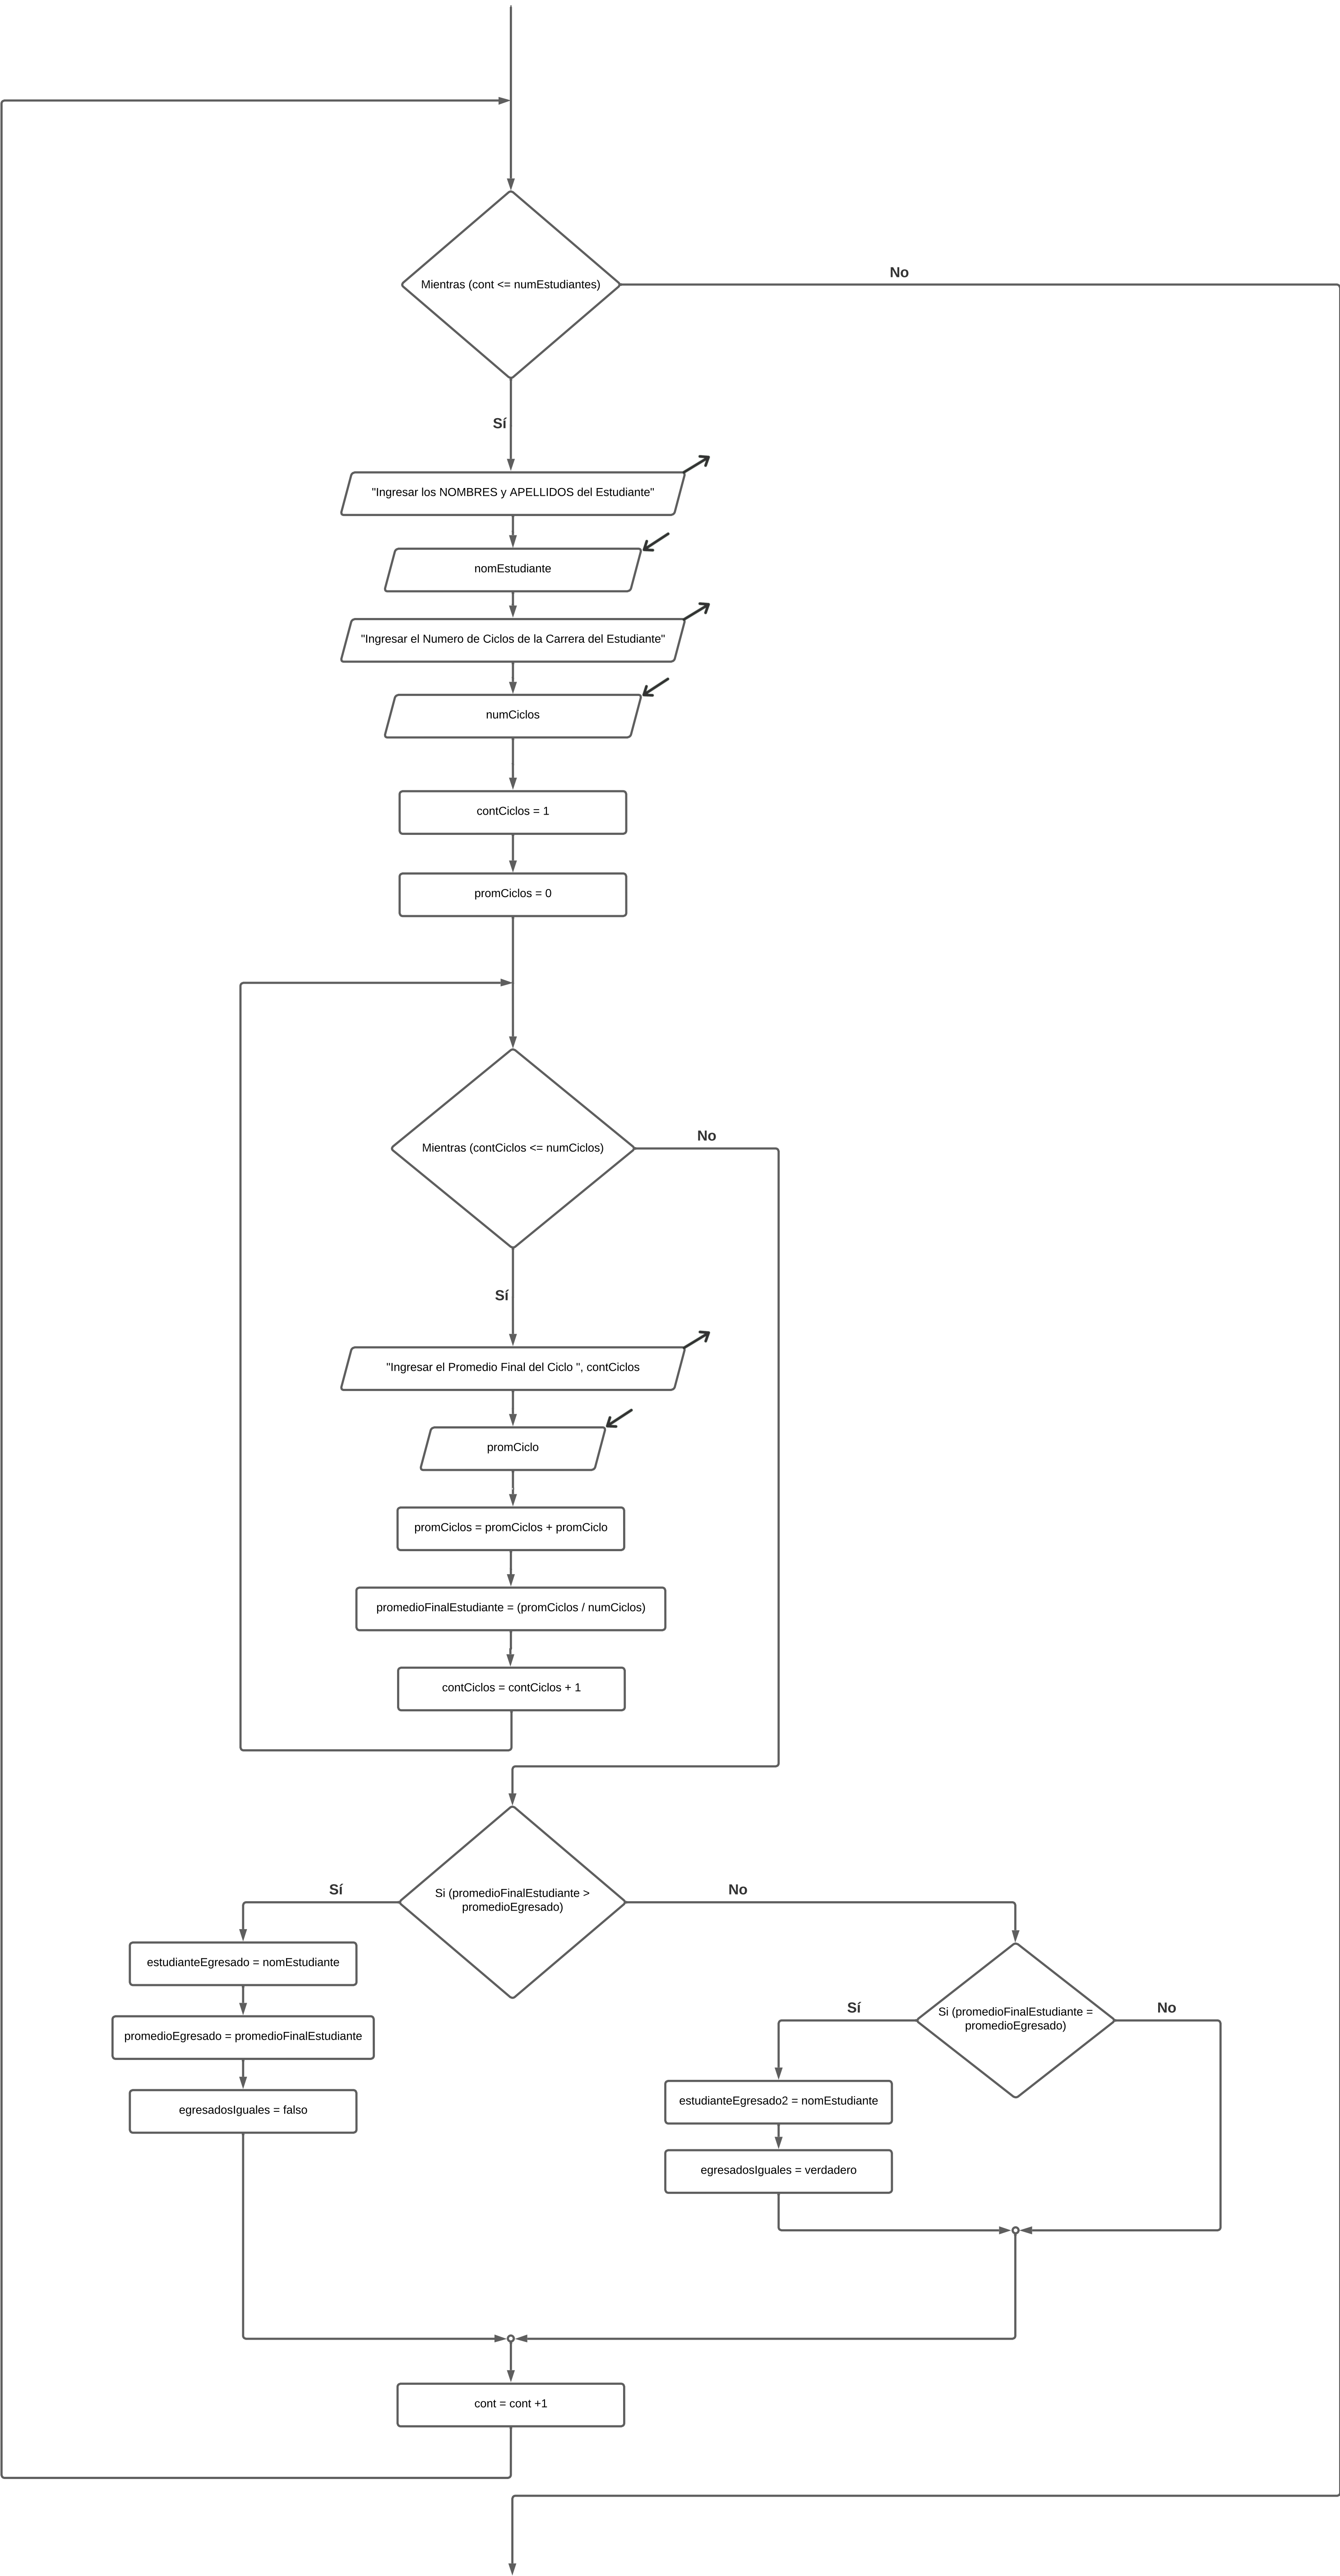 No
Mientras (cont <= numEstudiantes)
Sí
"Ingresar los NOMBRES y APELLIDOS del Estudiante"
nomEstudiante
"Ingresar el Numero de Ciclos de la Carrera del Estudiante"
numCiclos
contCiclos = 1
promCiclos = 0
No
Mientras (contCiclos <= numCiclos)
Sí
"Ingresar el Promedio Final del Ciclo ", contCiclos
promCiclo
promCiclos = promCiclos + promCiclo
promedioFinalEstudiante = (promCiclos / numCiclos)
contCiclos = contCiclos + 1
Sí
No
Si (promedioFinalEstudiante >
promedioEgresado)
estudianteEgresado = nomEstudiante
promedioEgresado = promedioFinalEstudiante
egresadosIguales = falso
Sí
No
Si (promedioFinalEstudiante =
promedioEgresado)
estudianteEgresado2 = nomEstudiante
egresadosIguales = verdadero
cont = cont +1